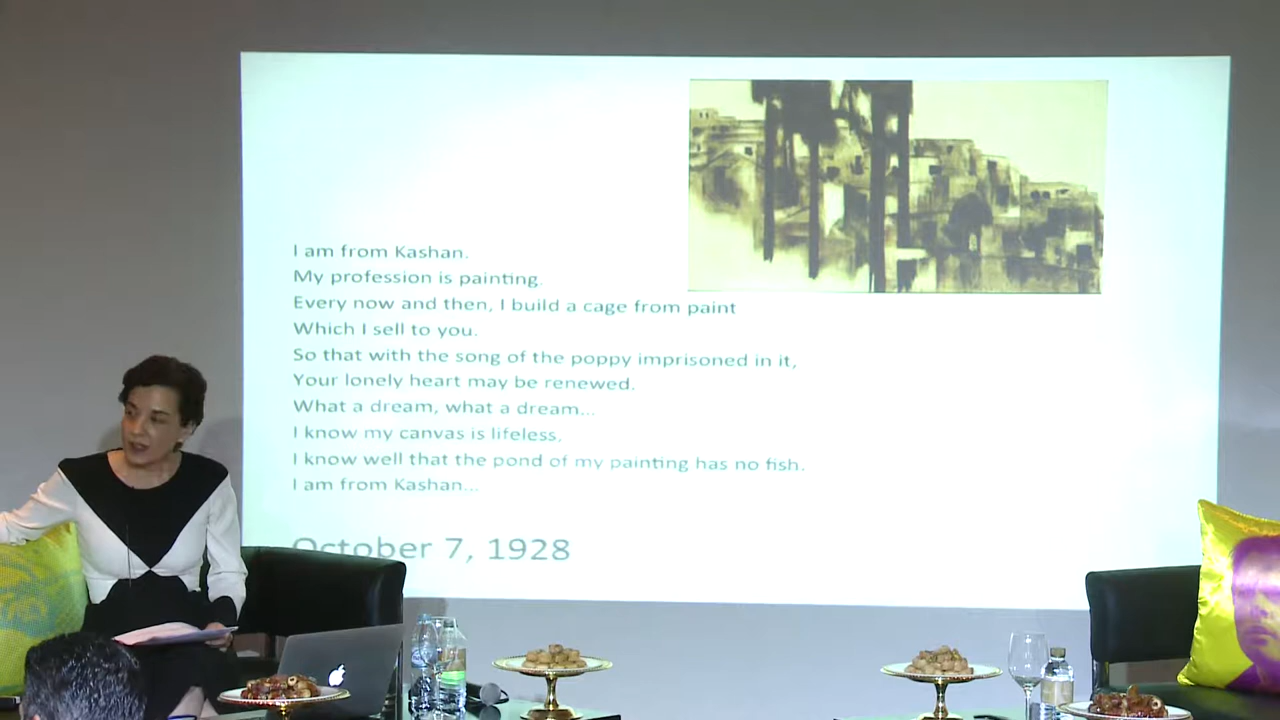 I am from Kashan.
My profession is painting.
Every now and then, I build a cage from paint
Which I sell to you.
So that with the song of the poppy imprisoned in it,
Your lonely heart may be renewed.
What a dream, what a dream...
I know my canvas is lifeless,
I know well that the pond of my painting has no fish.
I am from Kashan...
October 7, 1928